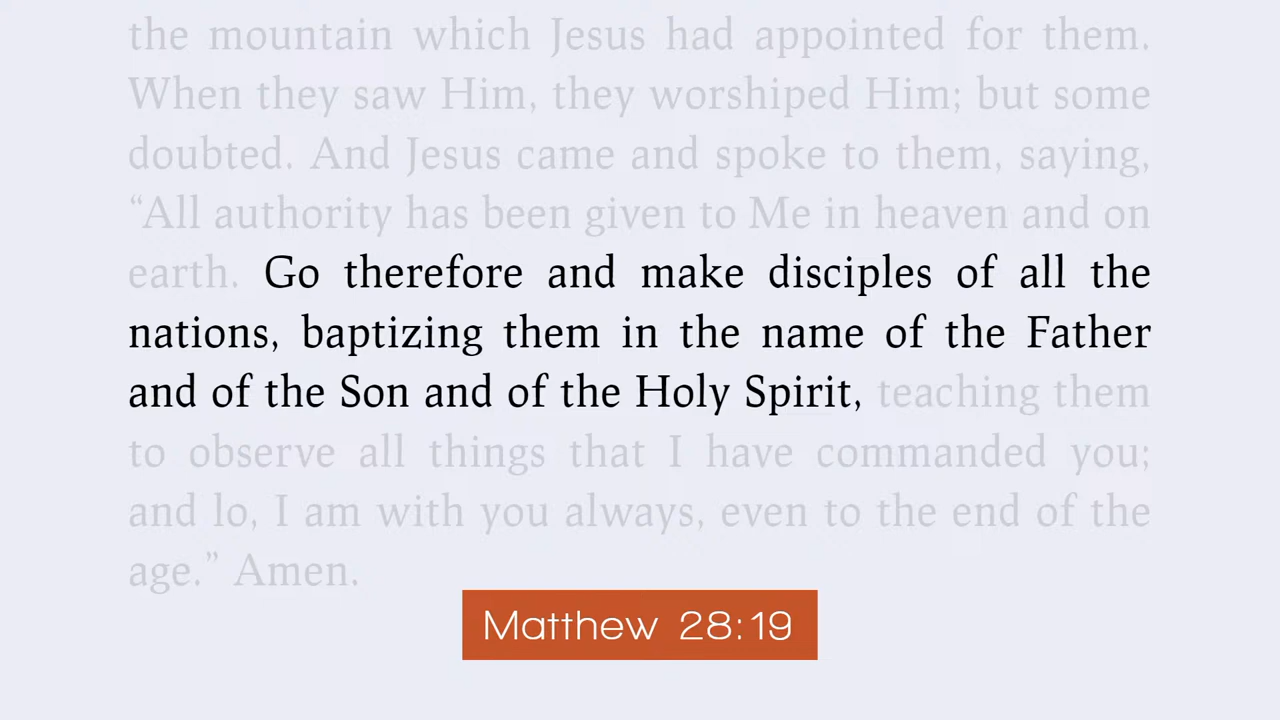 the mountain which Jesus had appointed for them.
When they saw Him, they worshiped Him; but some
doubted. And Jesus came and spoke to them, saying,
“All authority has been given to Me in heaven and on
earth. Go therefore and make disciples of all the
nations, baptizing them in the name of the Father
and of the Son and of the Holy Spirit, teaching them
to observe all things that I have commanded you;
and lo, I am with you always, even to the end of the
age.” Amen.
Matthew 28:19